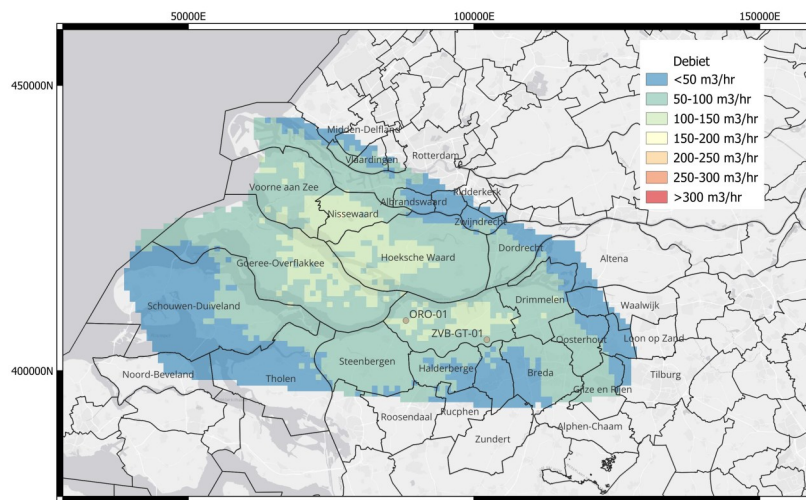 500000E
100000E
150000E
450000N
400000N
Debiet
<50 m3/hr
50-100 m3/hr
100-150 m3/hr
150-200 m3/hr
200-250 m3/hr
250-300 m3/hr
>300 m3/hr
Midden-Delfland
Vlaardingen
Rotterdam
Voorne aan Zee
Ridderkerk
Albrandswaard
Nissewaard
Zwijndrecht
Dordrecht
Goeree-Overflakkee
Hoeksche Waard
Altena
Schouwen-Duiveland
Drimmelen
Waalwijk
ORO-01
ZVB-GT-01
Oosterhout
Loon op Zand
Steenbergen
Halderberge
Breda
Tilburg
Noord-Beveland
Tholen
Gilze en Rijen
Roosendaal
Rucphen
Alphen-Chaam
Zundert